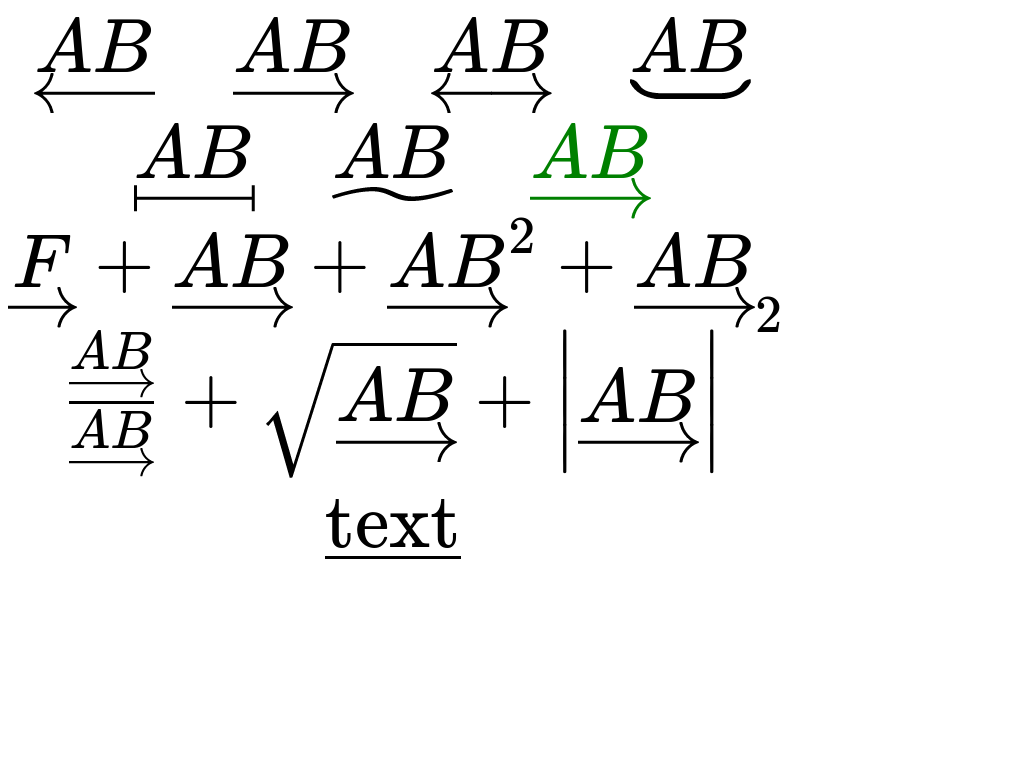 AB AB AB AB
AB AB AB
F + AB + AB² + AB₂
AB/AB + √AB + |AB|
text